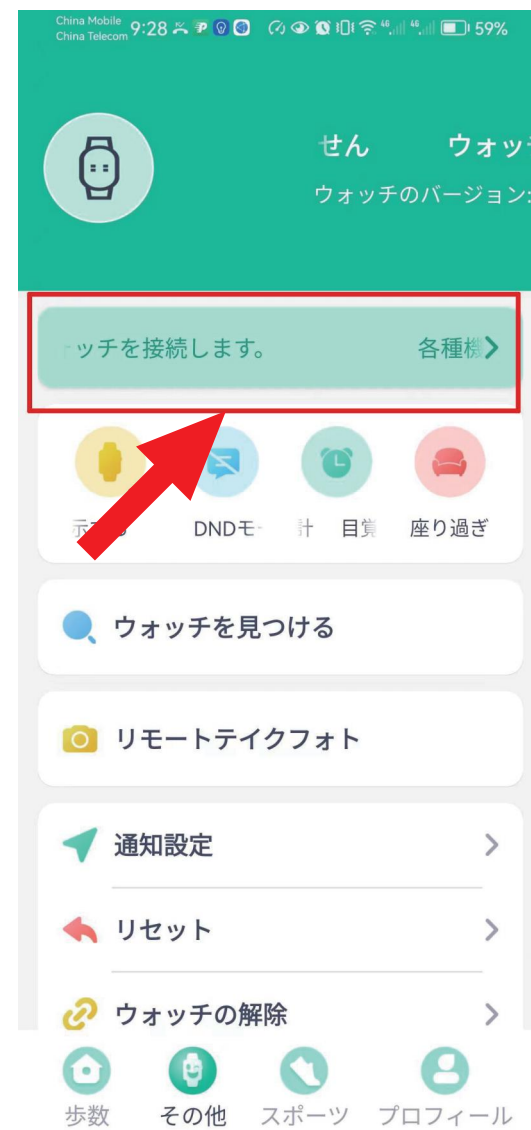 China Mobile
China Telecom 9:28 46 46 59%
せん ウォッ
ウォッチのバージョン:
ッチを接続します。 各種機
DNDモ 計 目覚 座り過ぎ
ウォッチを見つける
リモートテイクフォト
通知設定
リセット
ウォッチの解除
歩数 その他 スポーツ プロフィール